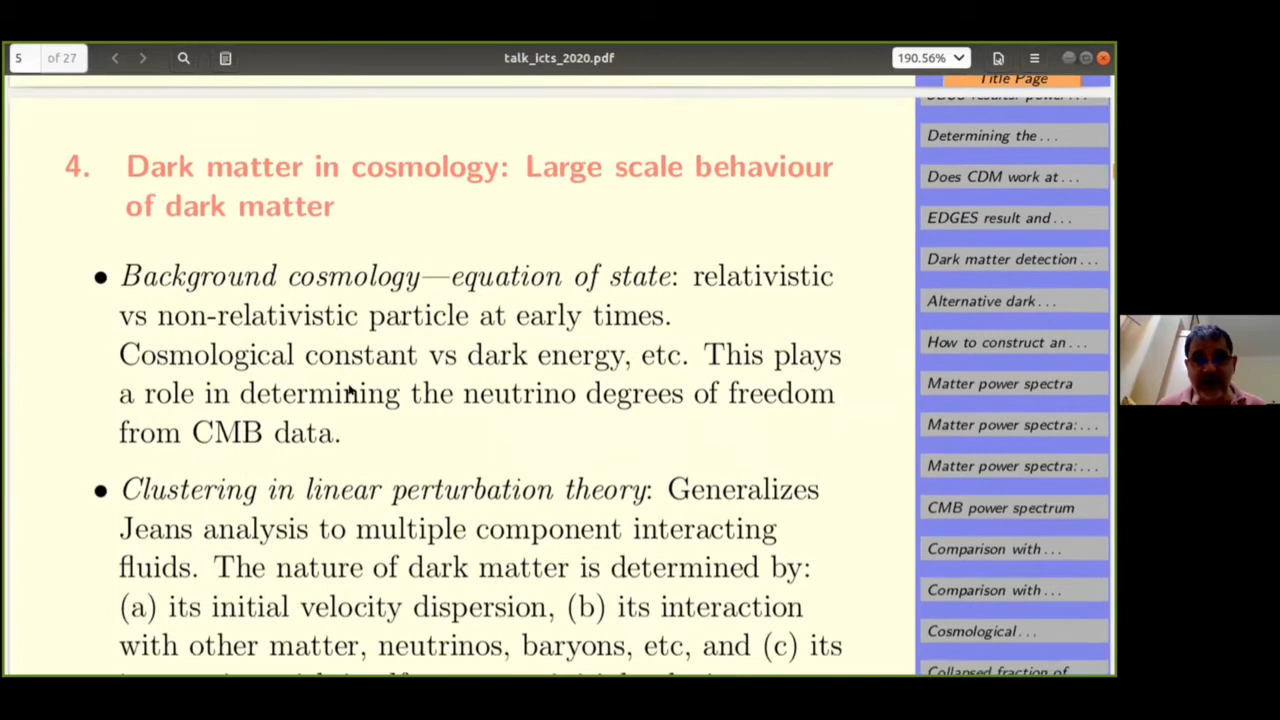 5 of 27
talk_icts_2020.pdf
190.56%
Title Page
Determining the . . .
Does CDM work at . . .
EDGES result and . . .
Dark matter detection . . .
Alternative dark . . .
How to construct an . . .
Matter power spectra
Matter power spectra: . . .
Matter power spectra: . . .
CMB power spectrum
Comparison with . . .
Comparison with . . .
Cosmological . . .
Collapsed fraction of
4. Dark matter in cosmology: Large scale behaviour
of dark matter
• Background cosmology—equation of state: relativistic
vs non-relativistic particle at early times.
Cosmological constant vs dark energy, etc. This plays
a role in determining the neutrino degrees of freedom
from CMB data.
• Clustering in linear perturbation theory: Generalizes
Jeans analysis to multiple component interacting
fluids. The nature of dark matter is determined by:
(a) its initial velocity dispersion, (b) its interaction
with other matter, neutrinos, baryons, etc, and (c) its